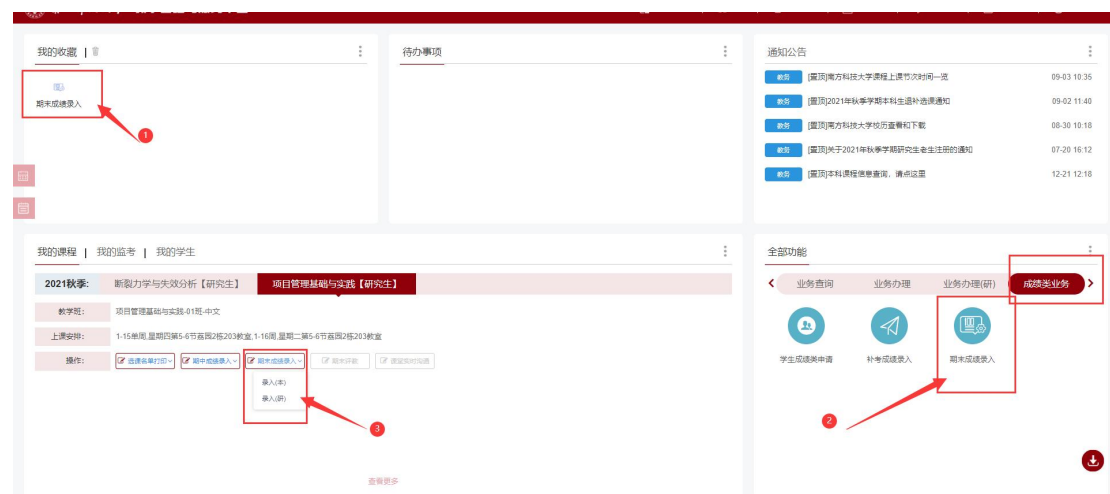 我的收藏 |
期末成绩录入
1
待办事项
通知公告
教务 [置顶]南方科技大学课程上课节次时间一览 09-03 10:35
教务 [置顶]2021年秋季学期本科生退补选课通知 09-02 11:40
教务 [置顶]南方科技大学校历查看和下载 08-30 10:18
教务 [置顶]关于2021年秋季学期研究生老生注册的通知 07-20 16:12
教务 [置顶]本科课程信息查询，请点这里 12-21 12:18
我的课程 | 我的监考 | 我的学生
2021秋季: 断裂力学与失效分析【研究生】 项目管理基础与实践【研究生】
教学班: 项目管理基础与实践-01班-中文
上课安排: 1-15单周,星期四第5-6节荔园2栋203教室,1-16周,星期二第5-6节荔园2栋203教室
操作: 选课名单打印 期中成绩录入 期末成绩录入 期末评教
录入(本)
录入(研)
3
查看更多
全部功能
业务查询 业务办理 业务办理(研) 成绩类业务
学生成绩类申请 补考成绩录入 期末成绩录入
2